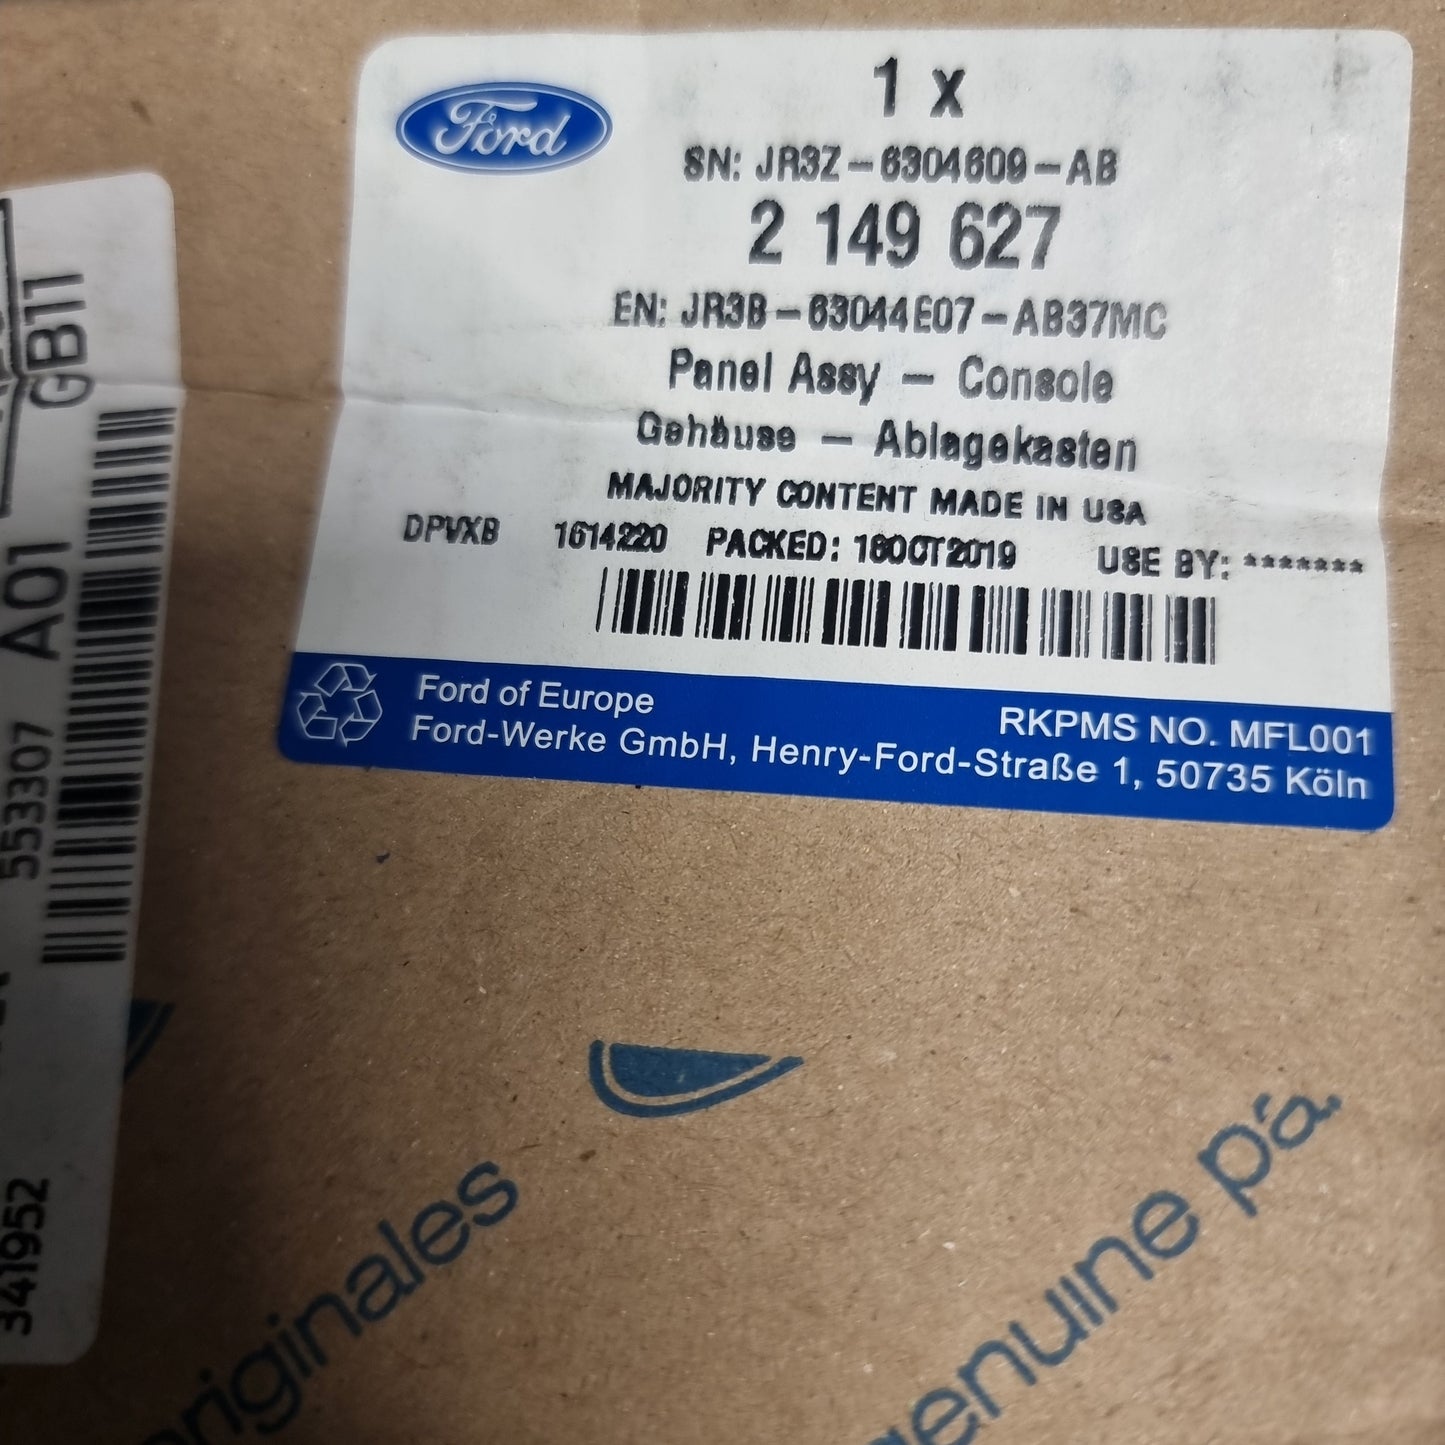 Ford
1 x
SN: JR3Z-6304609-AB
2 149 627
EN: JR3B-63044E07-AB37MC
Panel Assy - Console
Gehäuse - Ablagekasten
MAJORITY CONTENT MADE IN USA
DPVXB 1614220 PACKED: 16OCT2019 USE BY: *******
Ford of Europe
Ford-Werke GmbH, Henry-Ford-Straße 1, 50735 Köln
RKPMS NO. MFL001
GB11
A01
553307
341952
originales
genuine pa